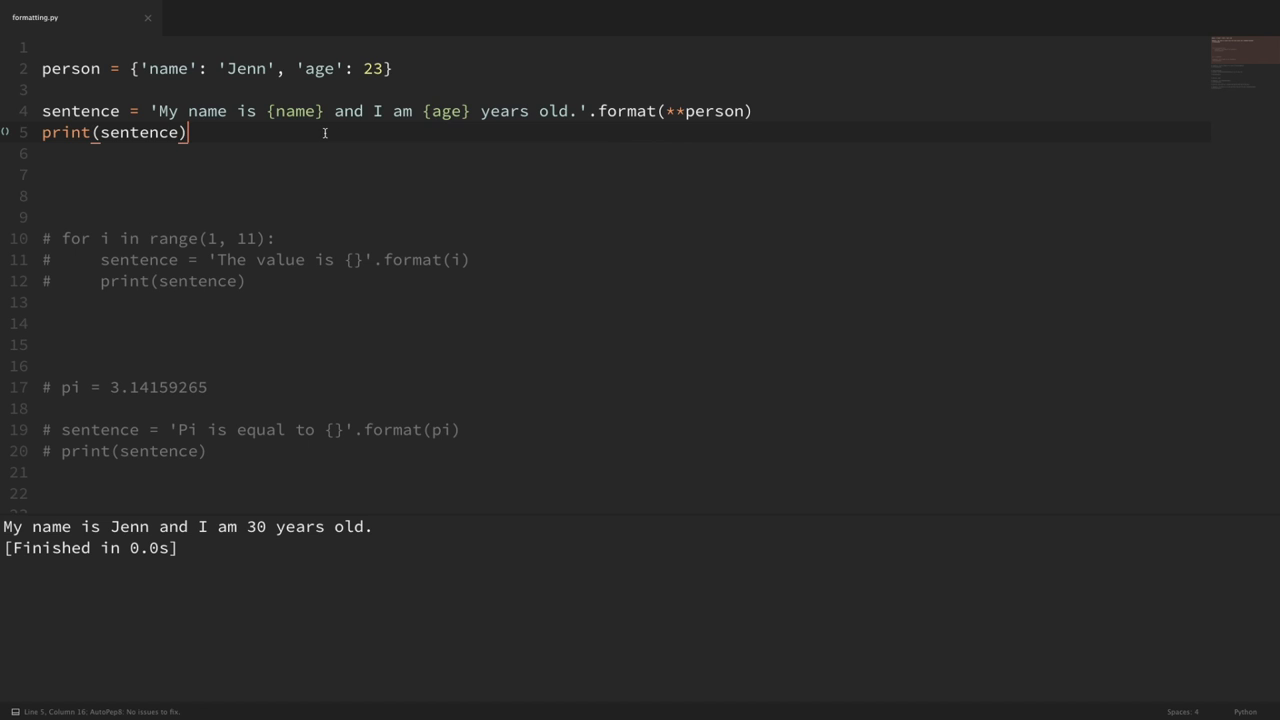 formatting.py ×
1
2 person = {'name': 'Jenn', 'age': 23}
3
4 sentence = 'My name is {name} and I am {age} years old.'.format(**person)
() 5 print(sentence)
6
7
8
9
10 # for i in range(1, 11):
11 #     sentence = 'The value is {}'.format(i)
12 #     print(sentence)
13
14
15
16
17 # pi = 3.14159265
18
19 # sentence = 'Pi is equal to {}'.format(pi)
20 # print(sentence)
21
22
My name is Jenn and I am 30 years old.
[Finished in 0.0s]
Line 5, Column 16; AutoPep8: No issues to fix. Spaces: 4 Python